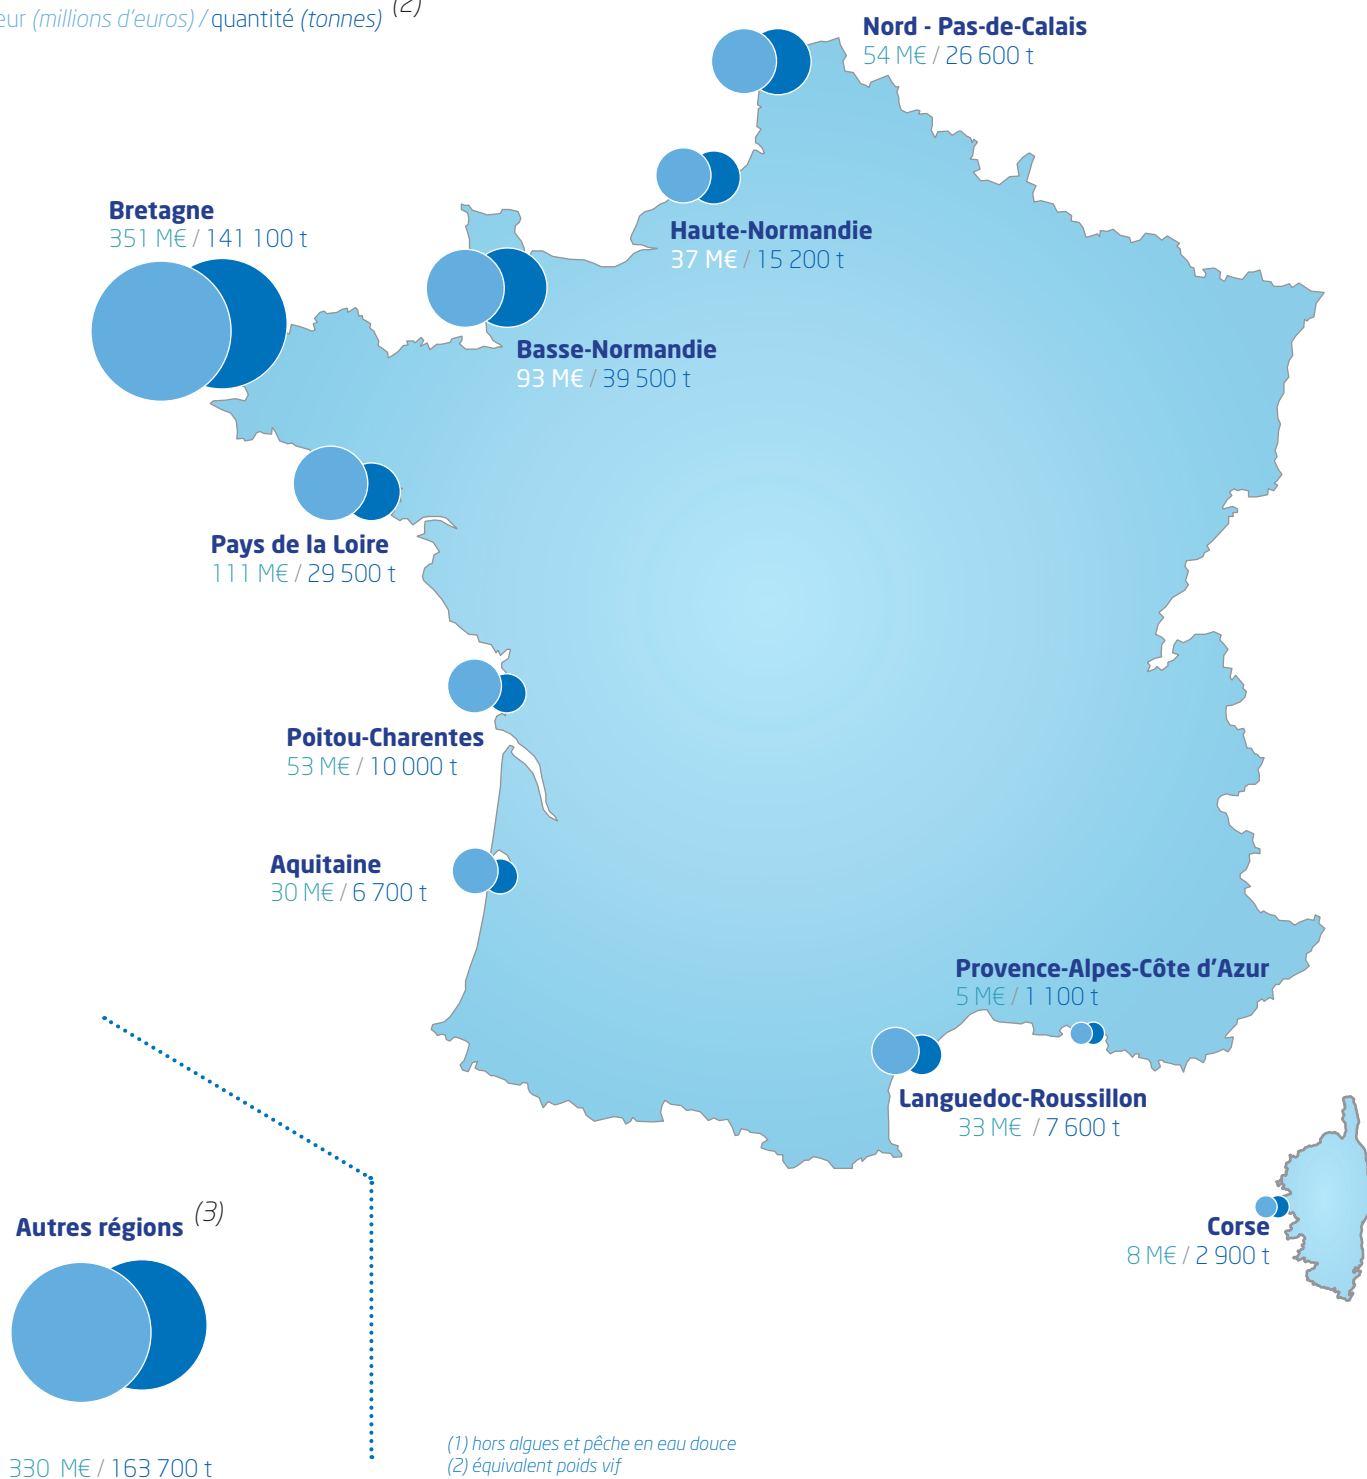 (millions d'euros) / quantité (tonnes) (2)
Nord - Pas-de-Calais
54 M€ / 26 600 t
Bretagne
351 M€ / 141 100 t
Haute-Normandie
37 M€ / 15 200 t
Basse-Normandie
93 M€ / 39 500 t
Pays de la Loire
111 M€ / 29 500 t
Poitou-Charentes
53 M€ / 10 000 t
Aquitaine
30 M€ / 6 700 t
Provence-Alpes-Côte d'Azur
5 M€ / 1 100 t
Languedoc-Roussillon
33 M€ / 7 600 t
Corse
8 M€ / 2 900 t
Autres régions (3)
330 M€ / 163 700 t
(1) hors algues et pêche en eau douce
(2) équivalent poids vif